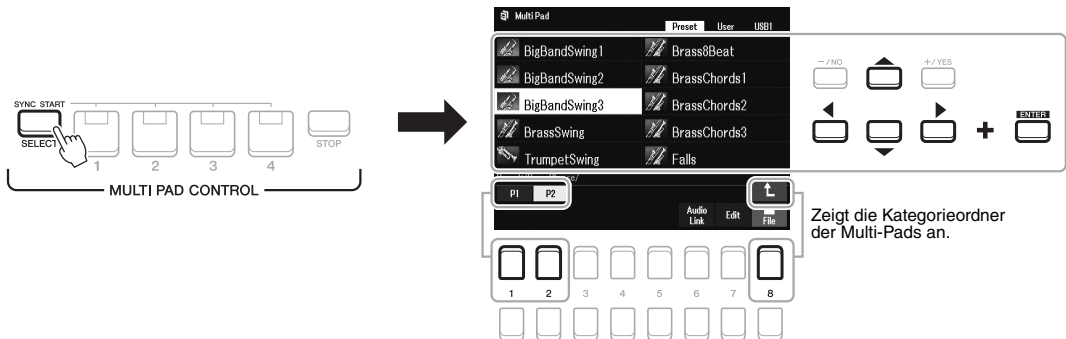 SYNC START
SELECT
1 2 3 4
STOP
MULTI PAD CONTROL
Multi Pad
Preset User USB1
BigBandSwing1
Brass8Beat
BigBandSwing2
BrassChords1
BigBandSwing3
BrassChords2
BrassSwing
BrassChords3
TrumpetSwing
Falls
P1 P2
Audio Link
Edit
File
1 2 3 4 5 6 7 8
-/NO
+/YES
+
ENTER
Zeigt die Kategorieordner
der Multi-Pads an.